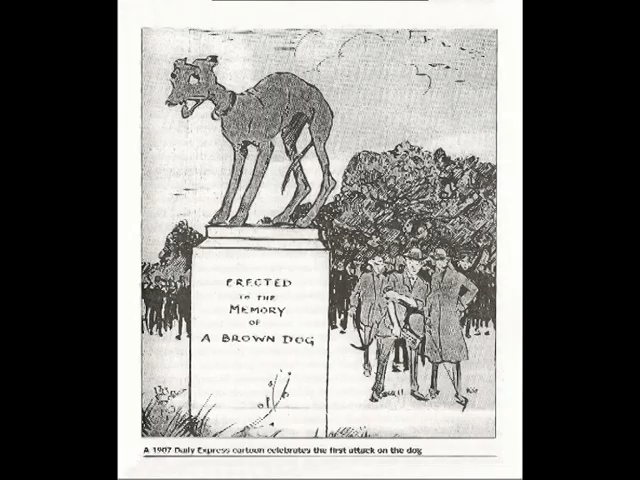 ERECTED
TO THE
MEMORY
OF
A BROWN DOG
A 1907 Daily Express cartoon celebrates the first attack on the dog